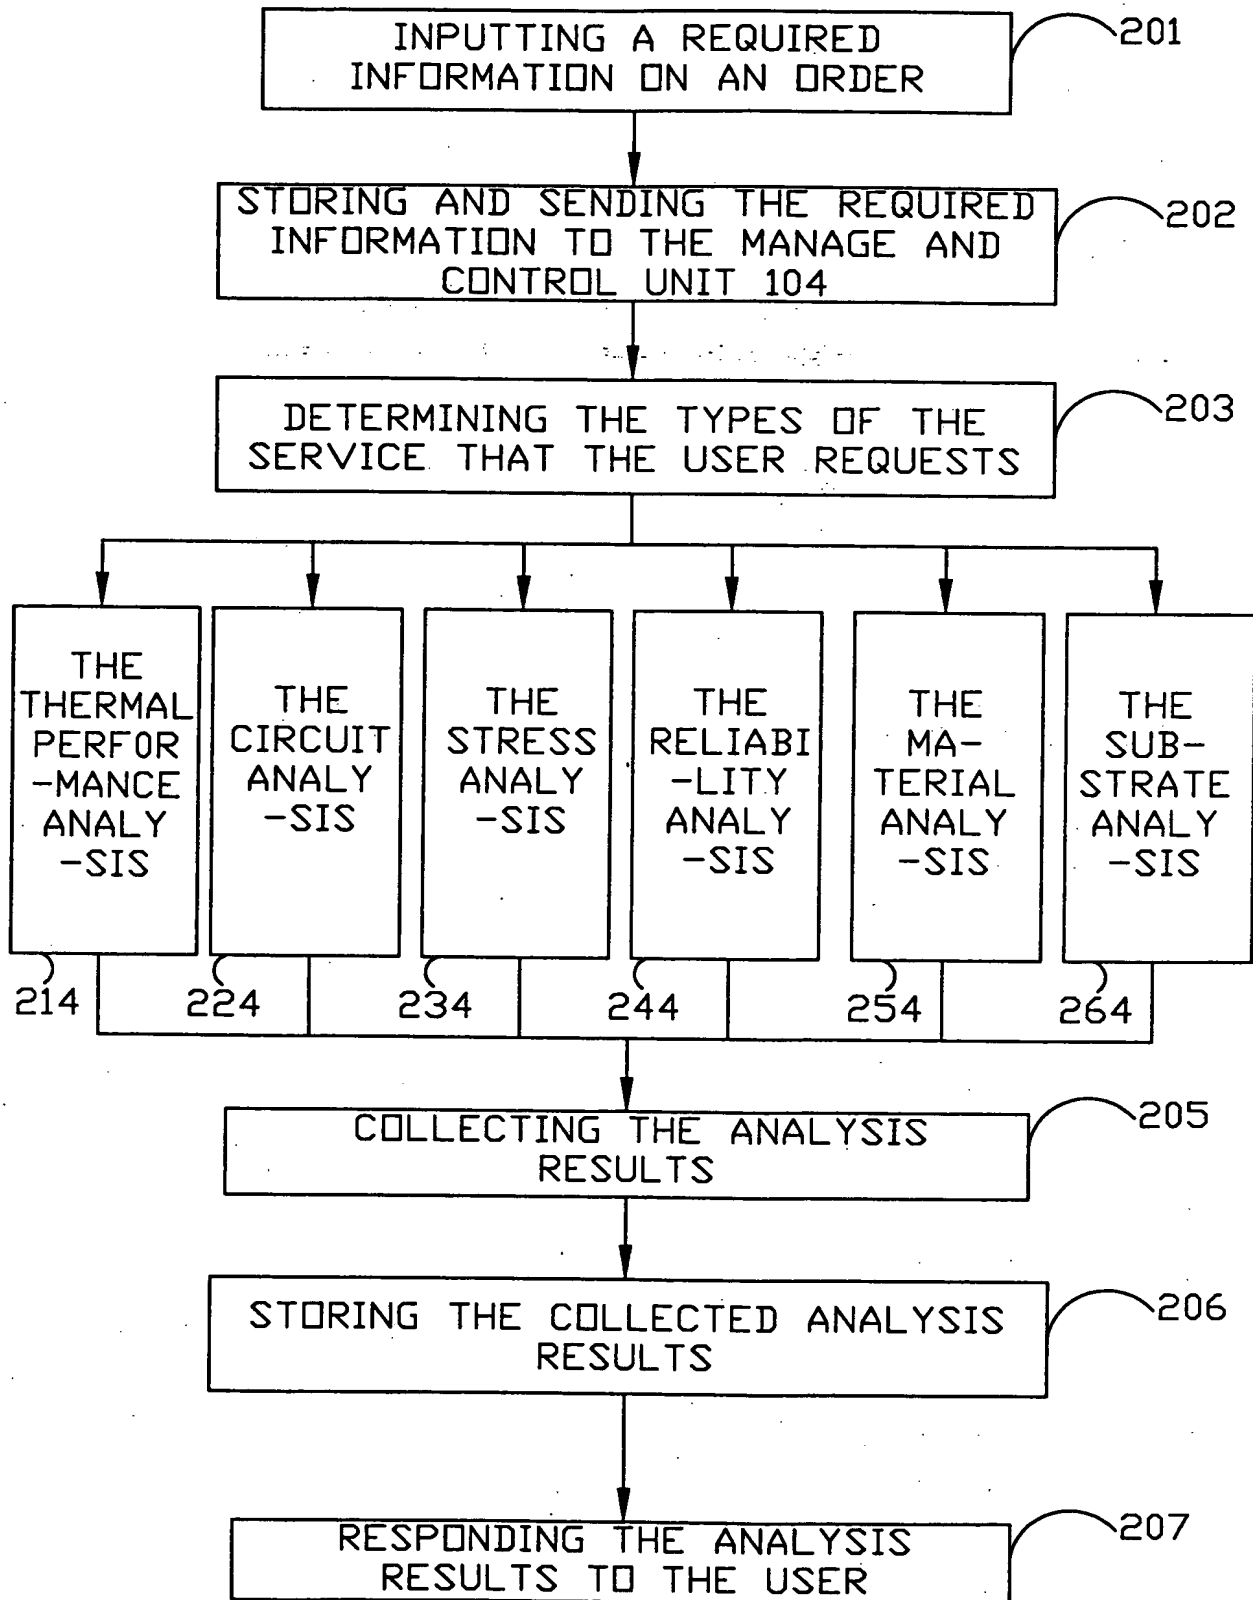 INPUTTING A REQUIRED
INFORMATION ON AN ORDER
201
STORING AND SENDING THE REQUIRED
INFORMATION TO THE MANAGE AND
CONTROL UNIT 104
202
DETERMINING THE TYPES OF THE
SERVICE THAT THE USER REQUESTS
203
THE
THERMAL
PERFOR
-MANCE
ANALY
-SIS
214
THE
CIRCUIT
ANALY
-SIS
224
THE
STRESS
ANALY
-SIS
234
THE
RELIABI
-LITY
ANALY
-SIS
244
THE
MA-
TERIAL
ANALY
-SIS
254
THE
SUB-
STRATE
ANALY
-SIS
264
COLLECTING THE ANALYSIS
RESULTS
205
STORING THE COLLECTED ANALYSIS
RESULTS
206
RESPONDING THE ANALYSIS
RESULTS TO THE USER
207